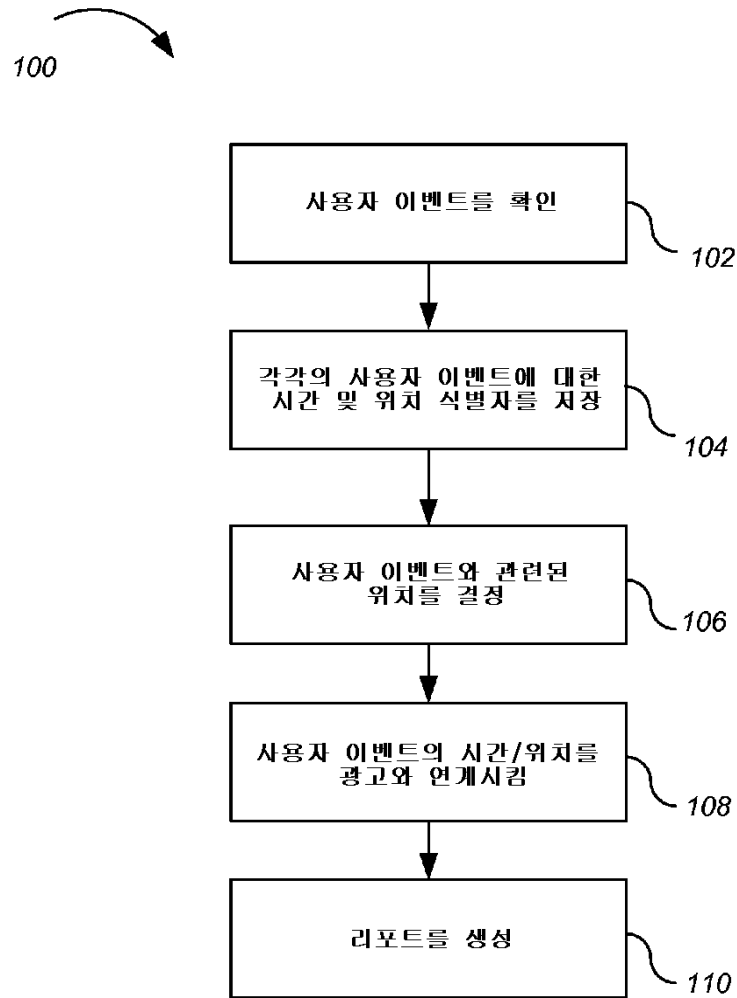 100
사용자 이벤트를 확인
102
각각의 사용자 이벤트에 대한
시간 및 위치 식별자를 저장
104
사용자 이벤트와 관련된
위치를 결정
106
사용자 이벤트의 시간/위치를
광고와 연계시킴
108
리포트를 생성
110